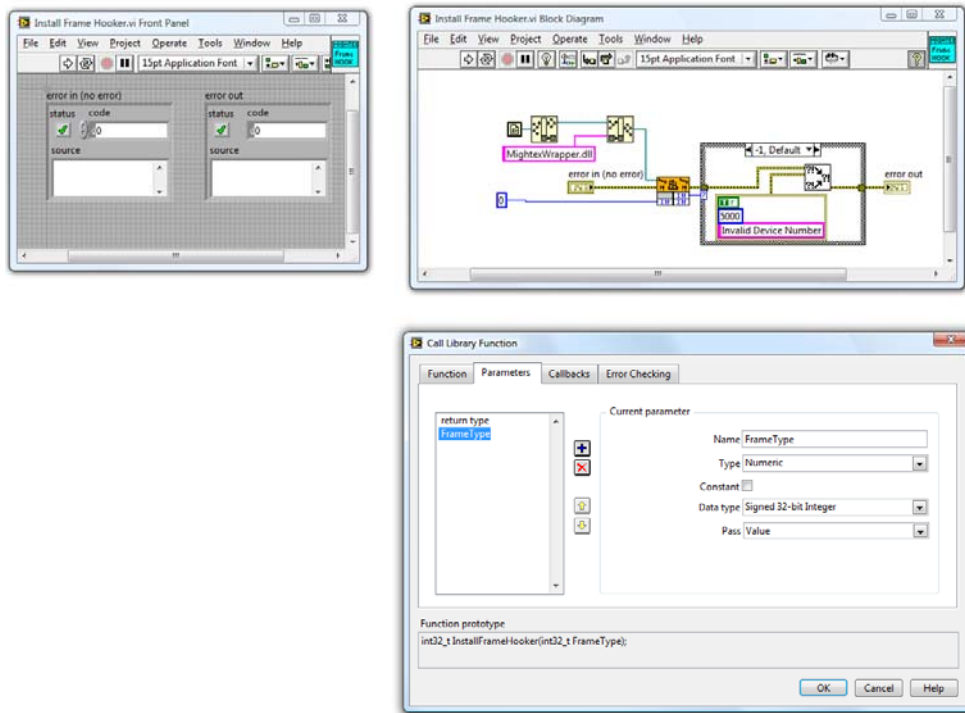 Install Frame Hooker.vi Front Panel
File Edit View Project Operate Tools Window Help
15pt Application Font
Frame
HOOK
error in (no error)
error out
status code
status code
0
0
source
source
Install Frame Hooker.vi Block Diagram
File Edit View Project Operate Tools Window Help
15pt Application Font
Frame
HOOK
MightexWrapper.dll
-1, Default
error in (no error)
error out
0
5000
Invalid Device Number
Call Library Function
Function Parameters Callbacks Error Checking
return type
FrameType
Current parameter
Name FrameType
Type Numeric
Constant
Data type Signed 32-bit Integer
Pass Value
Function prototype
int32_t InstallFrameHooker(int32_t FrameType);
OK Cancel Help